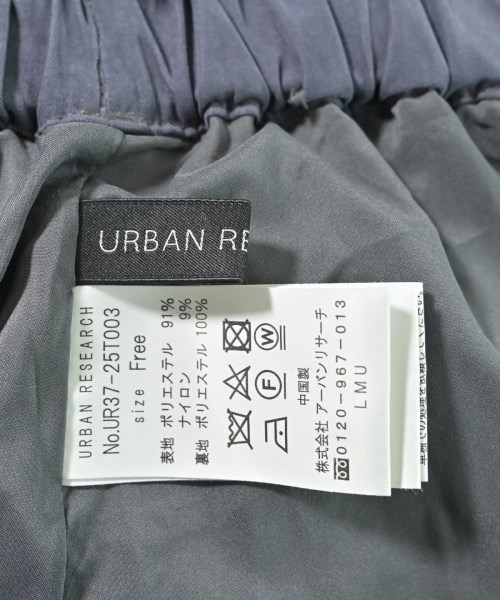 URBAN RE
URBAN RESEARCH
No.UR37-25T003
size Free
表地 ポリエステル 91%
ナイロン 9%
裏地 ポリエステル 100%
W
F
中国製
株式会社 アーバンリサーチ
0120-967-013
LMU